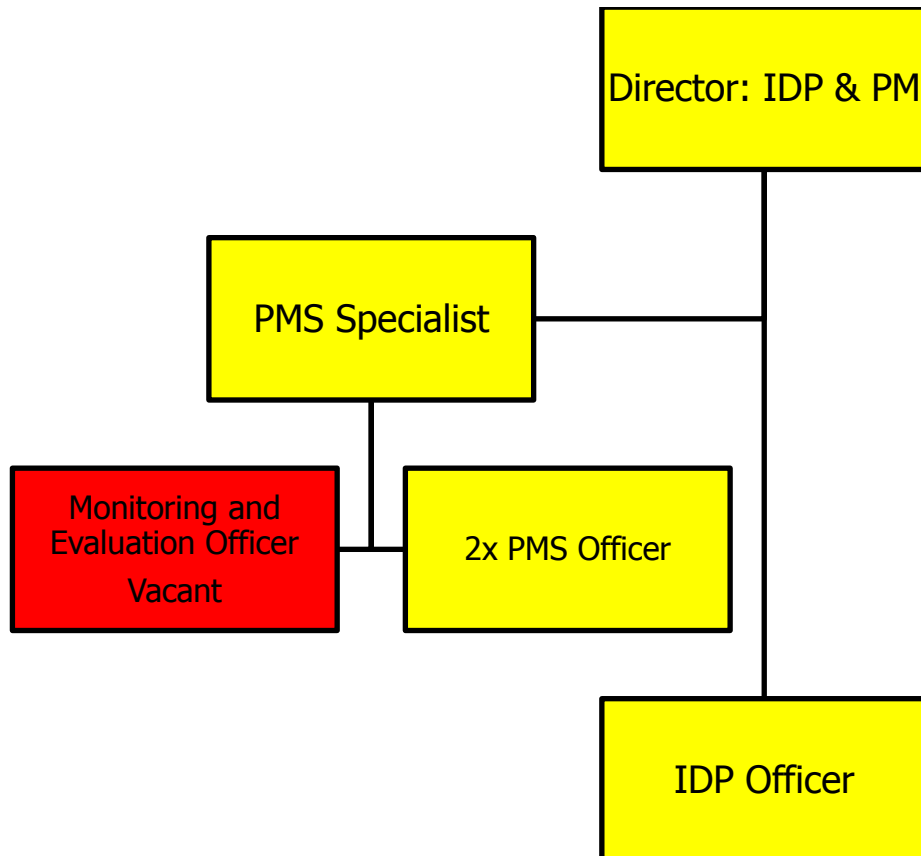 Director: IDP & PM
PMS Specialist
Monitoring and
Evaluation Officer
Vacant
2x PMS Officer
IDP Officer